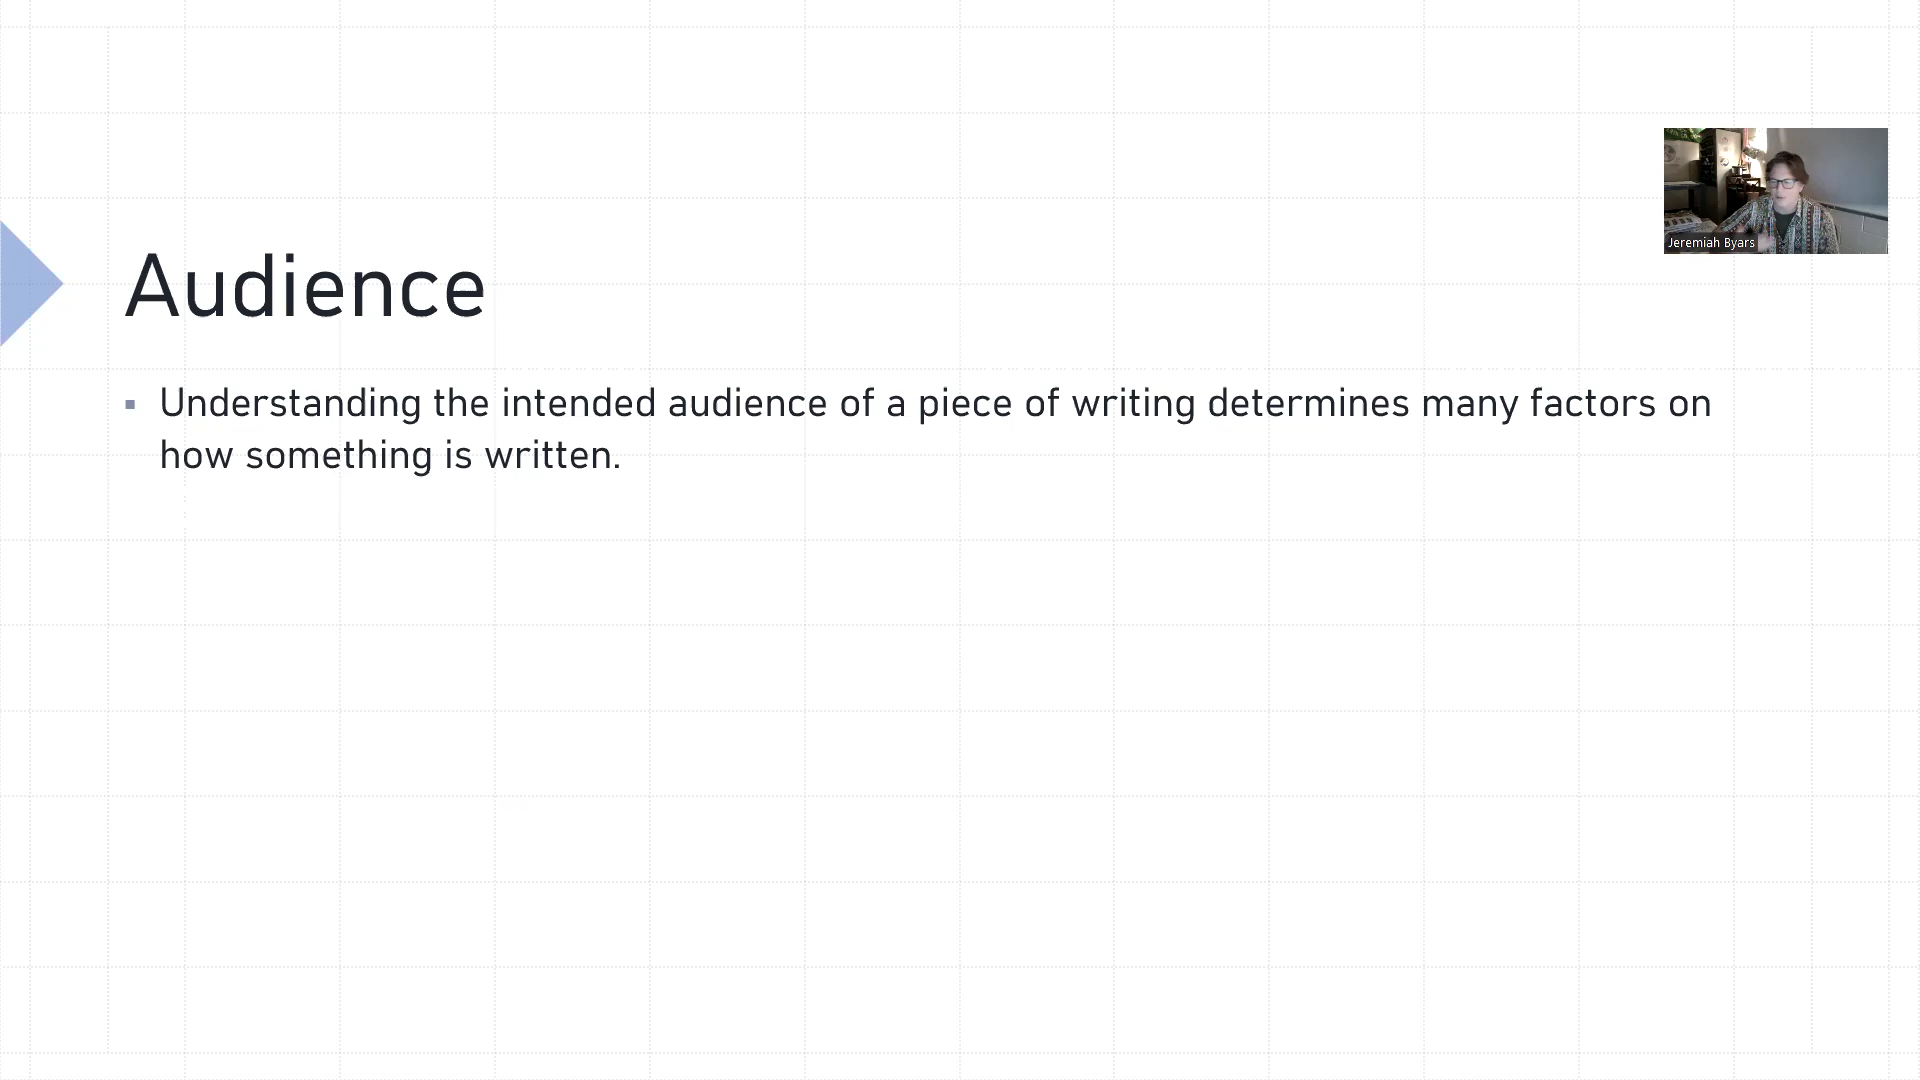 Jeremiah Byars
Audience
Understanding the intended audience of a piece of writing determines many factors on
how something is written.